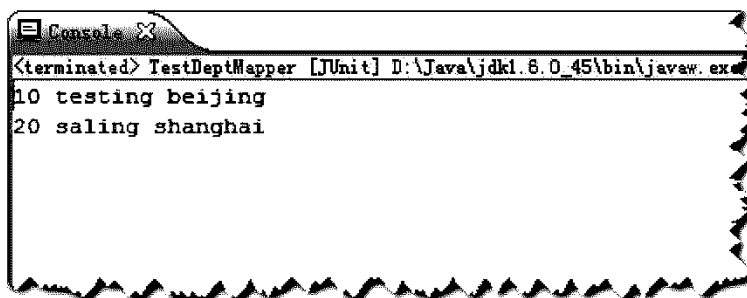 Console
<terminated> TestDeptMapper [JUnit] D:\Java\jdk1.6.0_45\bin\javaw.exe
10 testing beijing
20 saling shanghai